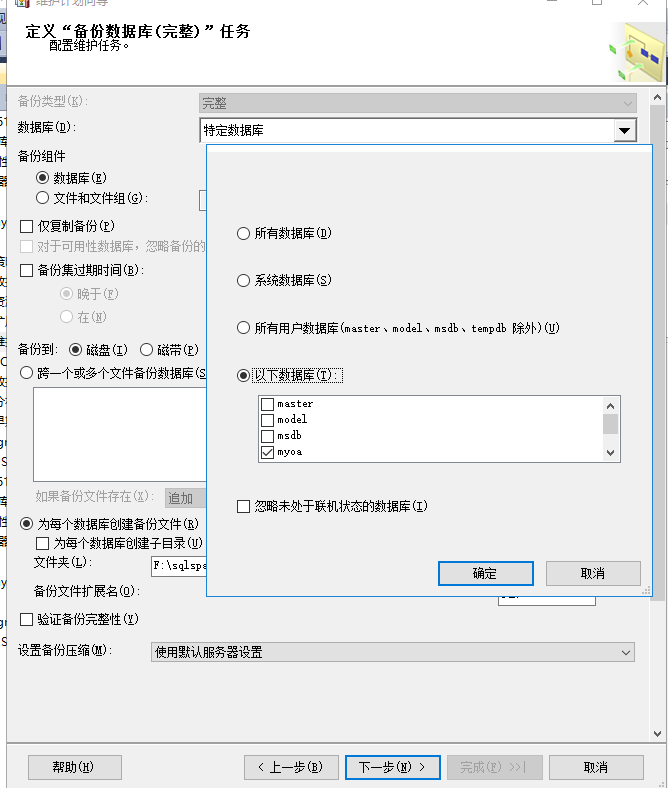 维护计划向导
定义“备份数据库(完整)”任务
配置维护任务。
备份类型(K):
完整
数据库(D):
特定数据库
备份组件
数据库(E)
文件和文件组(G):
仅复制备份(P)
对于可用性数据库，忽略备份的
备份集过期时间(B):
晚于(F)
在(N)
备份到:
磁盘(I)
磁带(P)
跨一个或多个文件备份数据库(S
如果备份文件存在(X):
追加
为每个数据库创建备份文件(R)
为每个数据库创建子目录(U)
文件夹(L):
F:\sqlspa
备份文件扩展名(O):
验证备份完整性(Y)
设置备份压缩(M):
使用默认服务器设置
所有数据库(D)
系统数据库(S)
所有用户数据库(master、model、msdb、tempdb 除外)(U)
以下数据库(T):
master
model
msdb
myoa
忽略未处于联机状态的数据库(I)
确定
取消
帮助(H)
< 上一步(B)
下一步(N) >
完成(F) >>|
取消